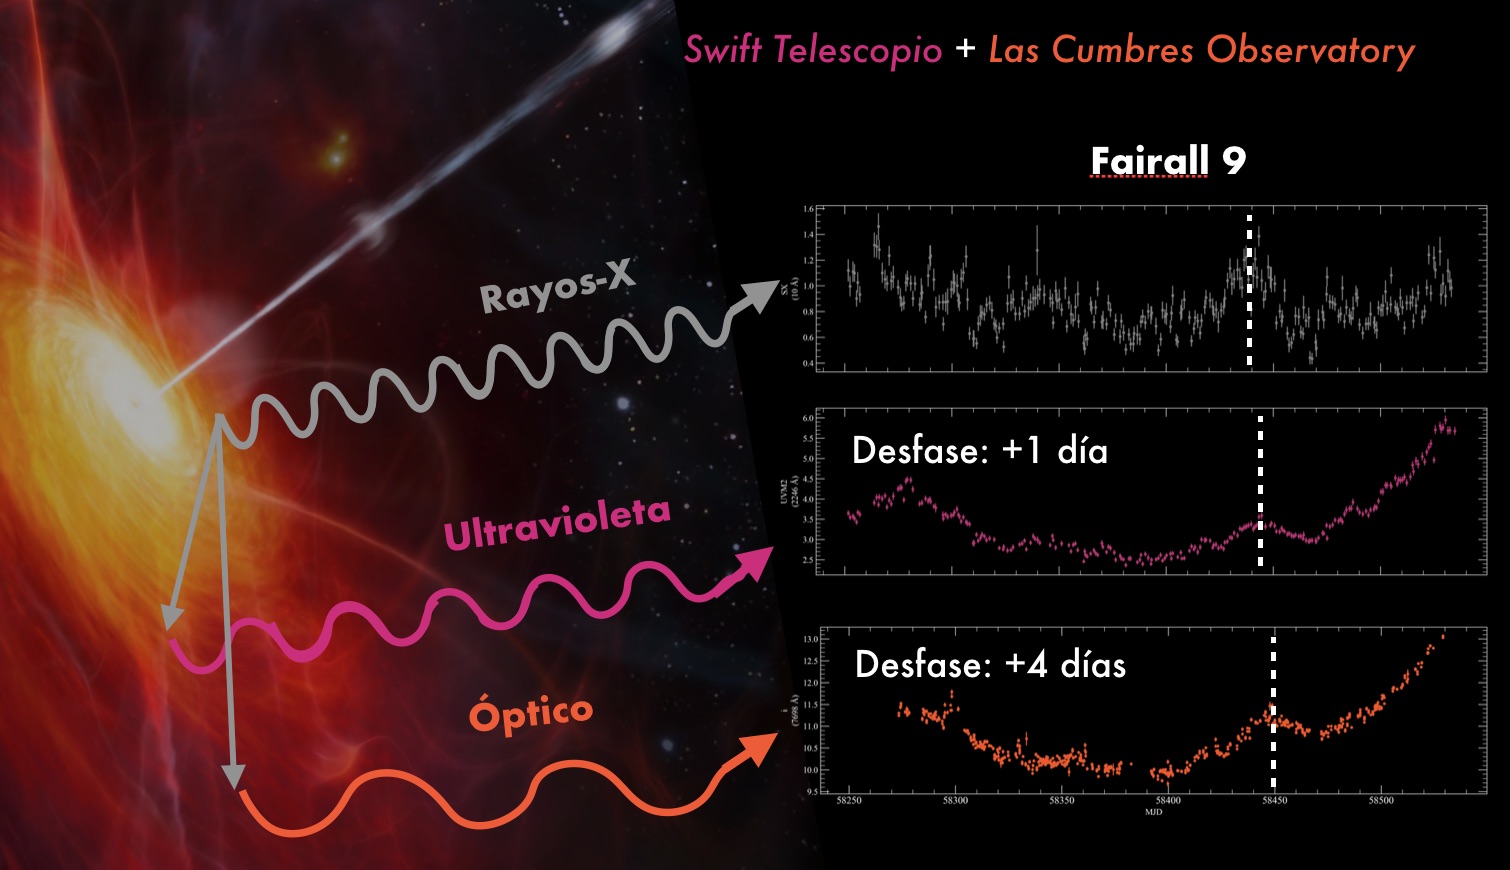 Swift Telescopio + Las Cumbres Observatory
Fairall 9
Rayos-X
Ultravioleta
Óptico
1.6
1.4
1.2
1.0
0.8
0.6
0.4
SX
(10 Å)
Desfase: +1 día
6.0
5.5
5.0
4.5
4.0
3.5
3.0
2.5
UVM2
(2246 Å)
Desfase: +4 días
13.0
12.5
12.0
11.5
11.0
10.5
10.0
9.5
i
(7698 Å)
58250 58300 58350 58400 58450 58500
MJD